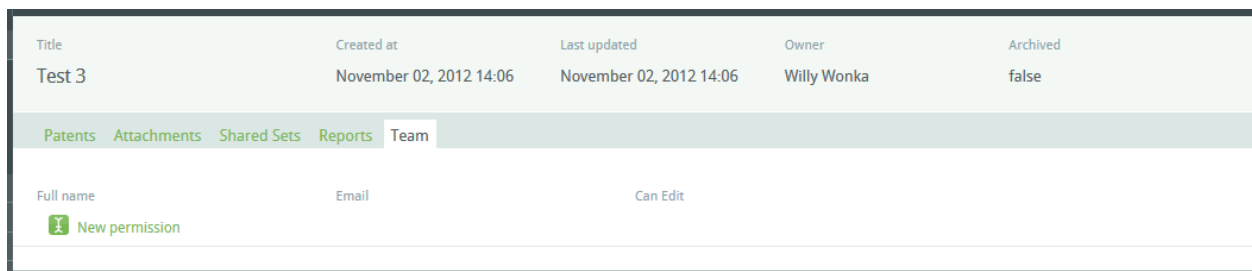 Title Created at Last updated Owner Archived
Test 3 November 02, 2012 14:06 November 02, 2012 14:06 Willy Wonka false
Patents Attachments Shared Sets Reports Team
Full name Email Can Edit
New permission